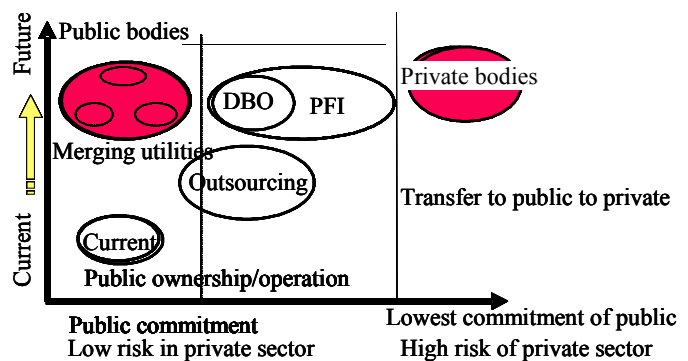 Future
Current
Public bodies
DBO
PFI
Private bodies
Merging utilities
Outsourcing
Transfer to public to private
Current
Public ownership/operation
Public commitment
Low risk in private sector
Lowest commitment of public
High risk of private sector